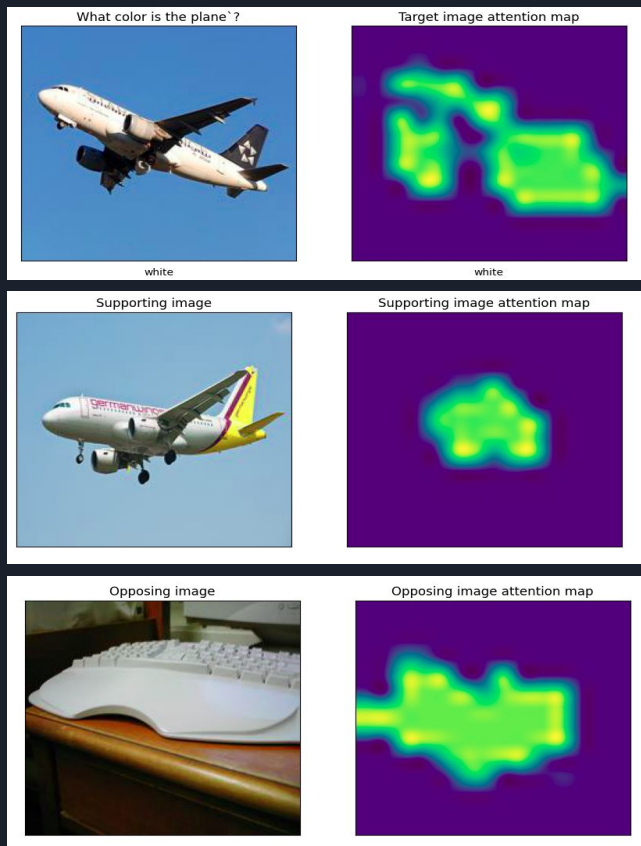 What color is the plane`?
Target image attention map
white
white
Supporting image
Supporting image attention map
germanwings
Opposing image
Opposing image attention map